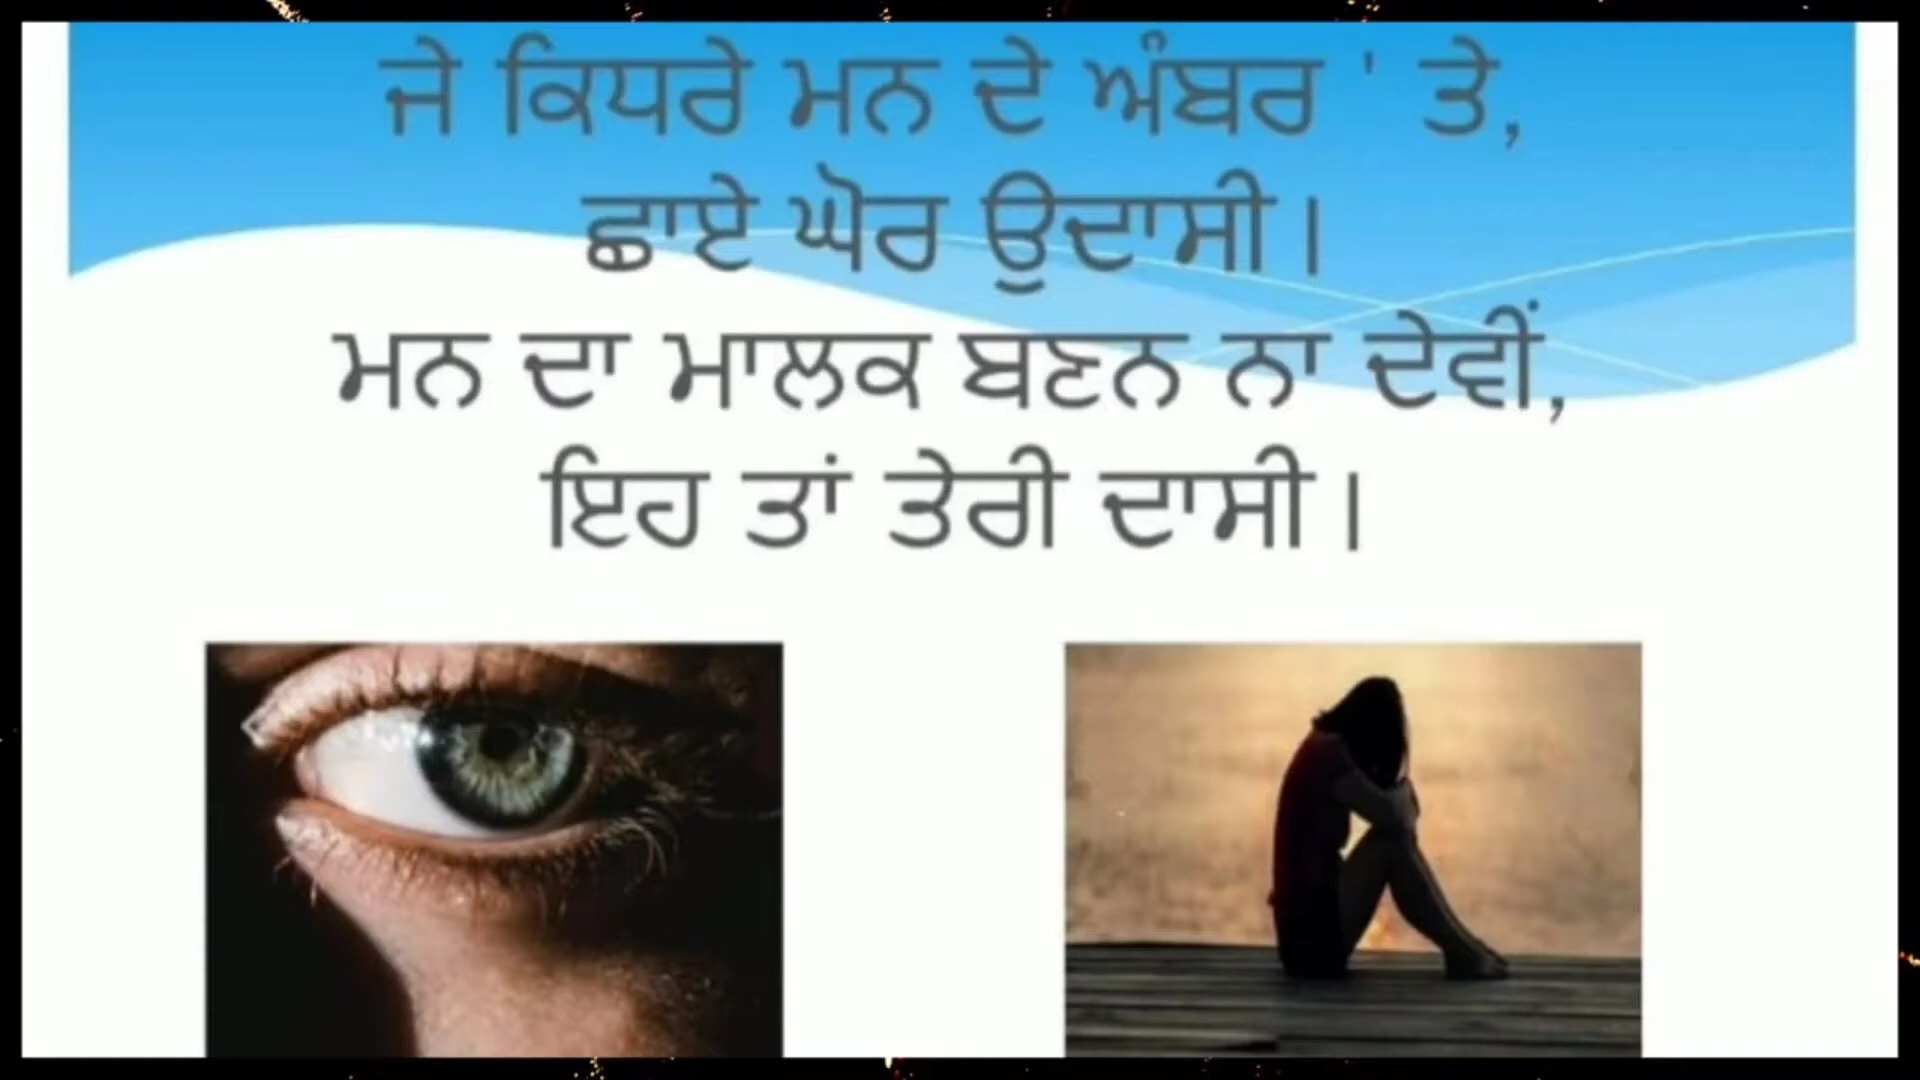 ਜੇ ਕਿਧਰੇ ਮਨ ਦੇ ਅੰਬਰ ' ਤੇ,
ਛਾਏ ਘੋਰ ਉਦਾਸੀ।
ਮਨ ਦਾ ਮਾਲਕ ਬਣਨ ਨਾ ਦੇਵੀਂ,
ਇਹ ਤਾਂ ਤੇਰੀ ਦਾਸੀ।